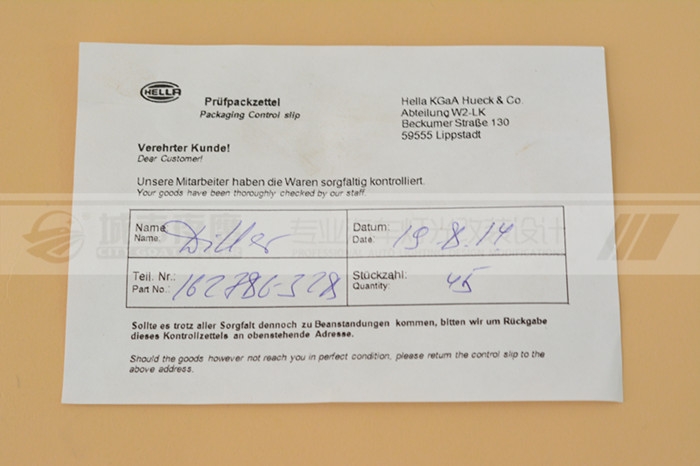 HELLA
Prüfpackzettel
Packaging Control slip
Hella KGaA Hueck & Co.
Abteilung W2-LK
Beckumer Straße 130
59555 Lippstadt
Verehrter Kunde!
Dear Customer!
Unsere Mitarbeiter haben die Waren sorgfältig kontrolliert.
Your goods have been thoroughly checked by our staff.
Name:
Name:
Datum:
Date:
19.8.14
Teil. Nr.:
Part No.:
162786-328
Stückzahl:
Quantity:
45
Sollte es trotz aller Sorgfalt dennoch zu Beanstandungen kommen, bitten wir um Rückgabe
dieses Kontrollzettels an obenstehende Adresse.
Should the goods however not reach you in perfect condition, please return the control slip to the
above address.